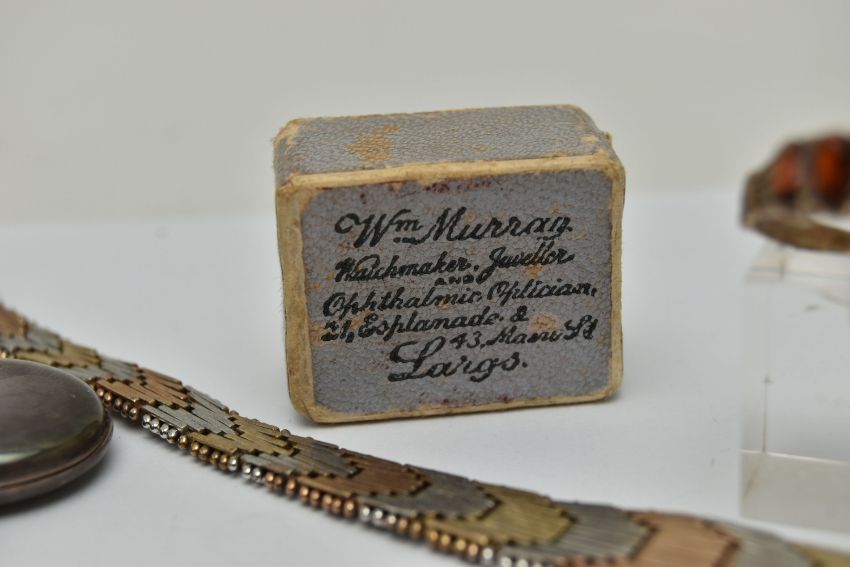 Wm Murray.
Watchmaker. Jeweller.
AND
Ophthalmic Optician,
21, Esplanade. &
43, Main St
Largs.